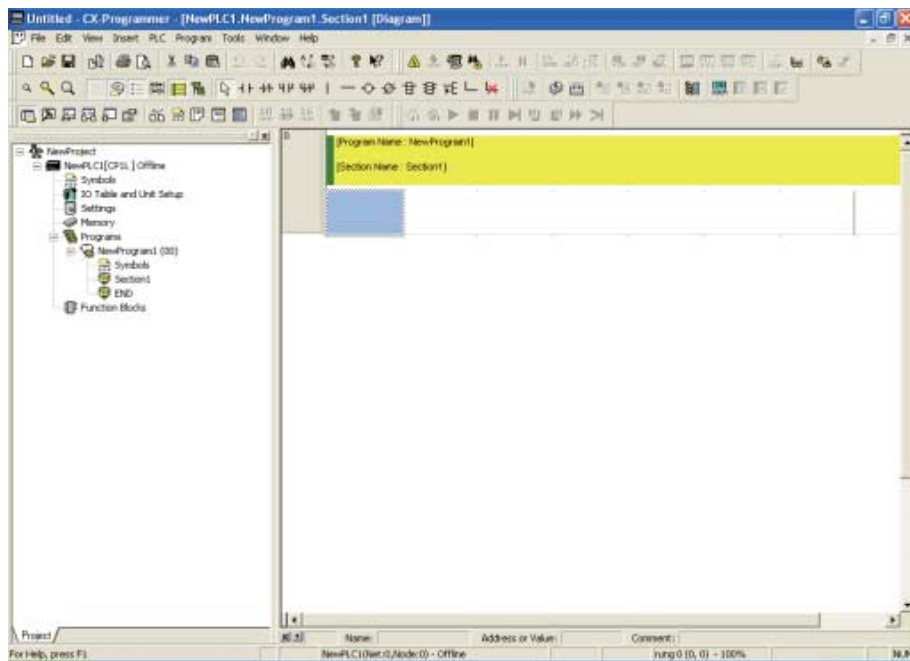 Untitled - CX-Programmer - [NewPLC1.NewProgram1.Section1 [Diagram]]
File Edit View Insert PLC Program Tools Window Help
NewProject
NewPLC1[CP1L] Offline
Symbols
IO Table and Unit Setup
Settings
Memory
Programs
NewProgram1 (00)
Symbols
Section1
END
Function Blocks
0
[Program Name : NewProgram1]
[Section Name : Section1]
Project
Name: Address or Value: Comment:
For Help, press F1
NewPLC1(Net:0,Node:0) - Offline
rung 0 (0, 0) - 100%
NUM